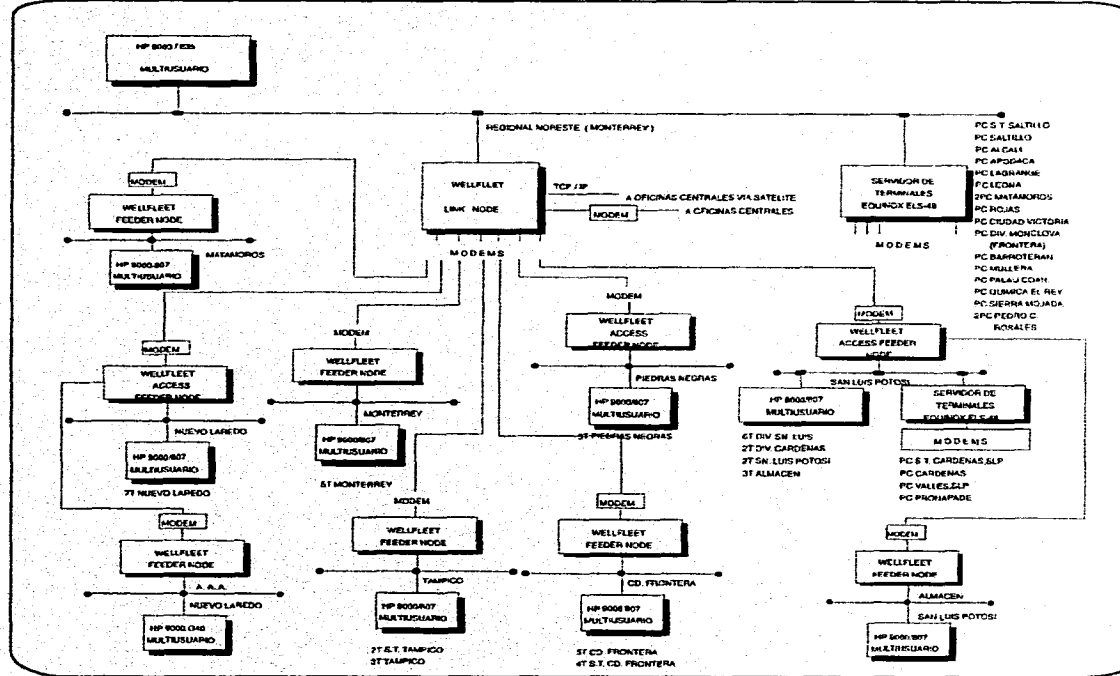 HP 9000 / 835
MULTIUSUARIO
REGIONAL NORESTE ( MONTERREY )
MODEM
WELLFLEET
FEEDER NODE
MATAMOROS
HP 9000/807
MULTIUSUARIO
WELLFLEET
LINK NODE
TCP / IP
A OFICINAS CENTRALES VIA SATELITE
MODEM
A OFICINAS CENTRALES
M O D E M S
SERVIDOR DE
TERMINALES
EQUINOX ELS-48
M O D E M S
PC S.T. SALTILLO
PC SALTILLO
PC ALCALI
PC APODACA
PC LAGRANGE
PC LEONA
2PC MATAMOROS
PC ROJAS
PC CIUDAD VICTORIA
PC DIV. MONCLOVA
(FRONTERA)
PC BARROTERAN
PC MULLERA
PC PALAU COAH.
PC QUIMICA EL REY
PC SIERRA MOJADA
2PC PEDRO C.
ROSALES
MODEM
WELLFLEET
ACCESS
FEEDER NODE
NUEVO LAREDO
HP 9000/807
MULTIUSUARIO
7T NUEVO LAREDO
MODEM
WELLFLEET
FEEDER NODE
MONTERREY
HP 9000/807
MULTIUSUARIO
5T MONTERREY
MODEM
WELLFLEET
ACCESS
FEEDER NODE
PIEDRAS NEGRAS
HP 9000/807
MULTIUSUARIO
3T PIEDRAS NEGRAS
MODEM
WELLFLEET
ACCESS FEEDER
NODE
SAN LUIS POTOSI
HP 9000/807
MULTIUSUARIO
6T DIV. SN. LUIS
2T DIV. CARDENAS
2T SN. LUIS POTOSI
3T ALMACEN
SERVIDOR DE
TERMINALES
EQUINOX ELS-48
M O D E M S
PC S.T. CARDENAS,SLP
PC CARDENAS
PC VALLES,SLP
PC PRONAPADE
MODEM
WELLFLEET
FEEDER NODE
A. A.A.
NUEVO LAREDO
HP 9000
MULTIUSUARIO
MODEM
WELLFLEET
FEEDER NODE
TAMPICO
HP 9000/807
MULTIUSUARIO
2T S.T. TAMPICO
3T TAMPICO
MODEM
WELLFLEET
FEEDER NODE
CD. FRONTERA
HP 9000/807
MULTIUSUARIO
5T CD. FRONTERA
4T S.T. CD. FRONTERA
MODEM
WELLFLEET
FEEDER NODE
ALMACEN
SAN LUIS POTOSI
HP 9000/807
MULTIUSUARIO